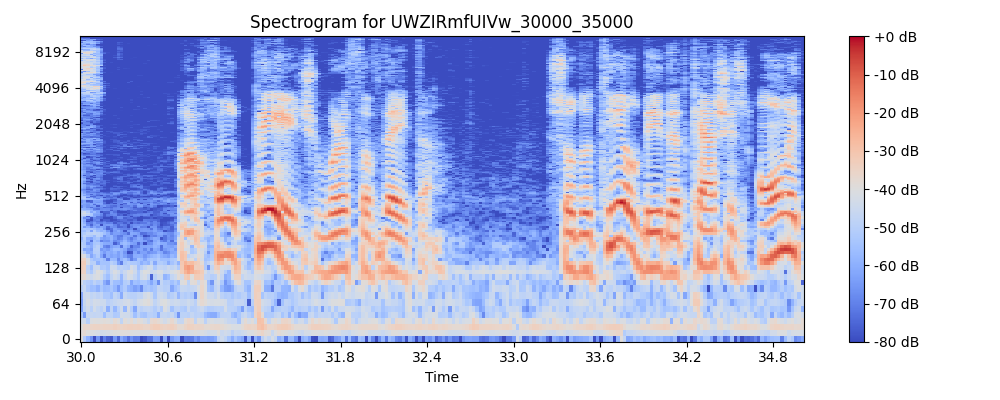 Spectrogram for UWZIRmfUIVw_30000_35000
8192
4096
2048
1024
512
256
128
64
0
Hz
30.0 30.6 31.2 31.8 32.4 33.0 33.6 34.2 34.8
Time
+0 dB
-10 dB
-20 dB
-30 dB
-40 dB
-50 dB
-60 dB
-70 dB
-80 dB